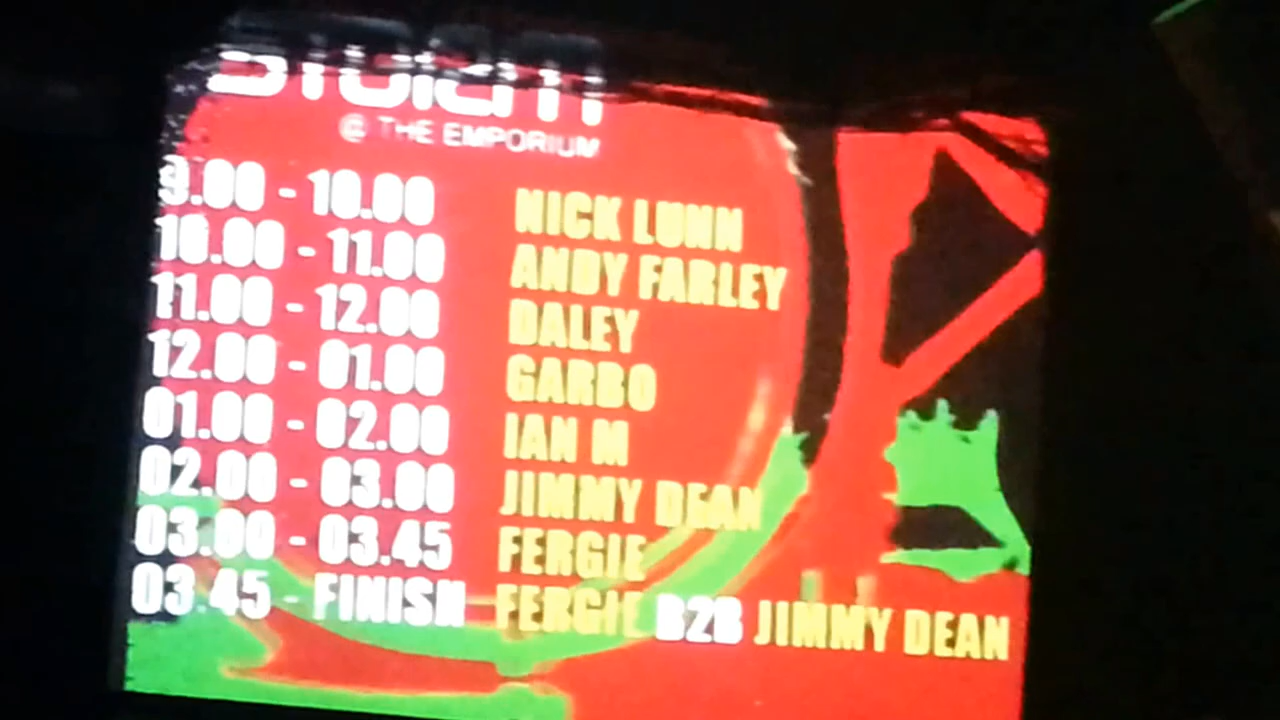 @ THE EMPORIUM
9.00 - 10.00 NICK LUNN
10.00 - 11.00 ANDY FARLEY
11.00 - 12.00 DALEY
12.00 - 01.00 GARBO
01.00 - 02.00 IAN M
02.00 - 03.00 JIMMY DEAN
03.00 - 03.45 FERGIE
03.45 - FINISH FERGIE B2B JIMMY DEAN